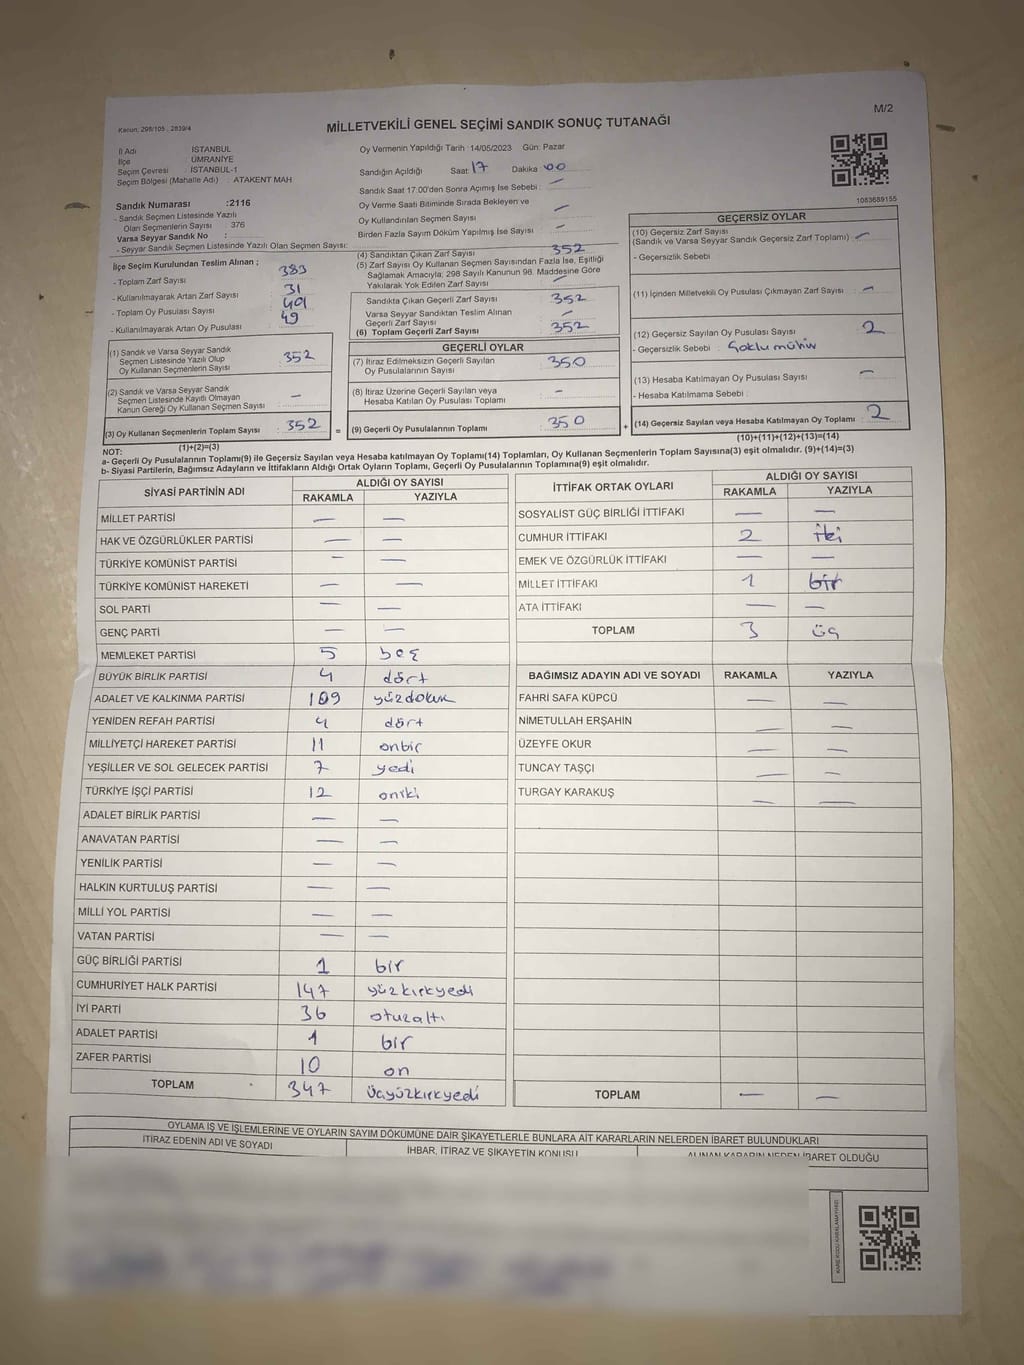 M/2
Kanun: 298/105 , 2839/4
MİLLETVEKİLİ GENEL SEÇİMİ SANDIK SONUÇ TUTANAĞI
İl Adı : İSTANBUL
İlçe : ÜMRANİYE
Seçim Çevresi : İSTANBUL-1
Seçim Bölgesi (Mahalle Adı) : ATAKENT MAH
Sandık Numarası :2116
- Sandık Seçmen Listesinde Yazılı
Olan Seçmenlerin Sayısı : 376
Varsa Seyyar Sandık No :
- Seyyar Sandık Seçmen Listesinde Yazılı Olan Seçmen Sayısı:
Oy Vermenin Yapıldığı Tarih :14/05/2023 Gün: Pazar
Sandığın Açıldığı Saat 17 Dakika 00
Sandık Saat 17:00'den Sonra Açmış İse Sebebi : —
Oy Verme Saati Bitiminde Sırada Bekleyen ve
Oy Kullandırılan Seçmen Sayısı —
Birden Fazla Sayım Döküm Yapılmış İse Sayısı —
1083689155
İlçe Seçim Kurulundan Teslim Alınan ;
- Toplam Zarf Sayısı 383
- Kullanılmayarak Artan Zarf Sayısı 31
- Toplam Oy Pusulası Sayısı 401
- Kullanılmayarak Artan Oy Pusulası 49
(1) Sandık ve Varsa Seyyar Sandık
Seçmen Listesinde Yazılı Olup
Oy Kullanan Seçmenlerin Sayısı 352
(2) Sandık ve Varsa Seyyar Sandık
Seçmen Listesinde Kayıtlı Olmayan
Kanun Gereği Oy Kullanan Seçmen Sayısı —
(3) Oy Kullanan Seçmenlerin Toplam Sayısı 352
(1)+(2)=(3)
(4) Sandıktan Çıkan Zarf Sayısı 352
(5) Zarf Sayısı Oy Kullanan Seçmen Sayısından Fazla İse, Eşitliği
Sağlamak Amacıyla; 298 Sayılı Kanunun 98. Maddesine Göre
Yakılarak Yok Edilen Zarf Sayısı —
Sandıkta Çıkan Geçerli Zarf Sayısı 352
Varsa Seyyar Sandıktan Teslim Alınan
Geçerli Zarf Sayısı —
(6) Toplam Geçerli Zarf Sayısı 352
GEÇERLİ OYLAR
(7) İtiraz Edilmeksizin Geçerli Sayılan
Oy Pusulalarının Sayısı 350
(8) İtiraz Üzerine Geçerli Sayılan veya
Hesaba Katılan Oy Pusulası Toplamı —
= (9) Geçerli Oy Pusulalarının Toplamı 350
GEÇERSİZ OYLAR
(10) Geçersiz Zarf Sayısı
(Sandık ve Varsa Seyyar Sandık Geçersiz Zarf Toplamı) —
- Geçersizlik Sebebi
(11) İçinden Milletvekili Oy Pusulası Çıkmayan Zarf Sayısı —
(12) Geçersiz Sayılan Oy Pusulası Sayısı 2
- Geçersizlik Sebebi : Çoklu mühür
(13) Hesaba Katılmayan Oy Pusulası Sayısı —
- Hesaba Katılmama Sebebi :
+ (14) Geçersiz Sayılan veya Hesaba Katılmayan Oy Toplamı 2
(10)+(11)+(12)+(13)=(14)
NOT:
a- Geçerli Oy Pusulalarının Toplamı(9) ile Geçersiz Sayılan veya Hesaba Katılmayan Oy Toplamı(14) Toplamları, Oy Kullanan Seçmenlerin Toplam Sayısına(3) eşit olmalıdır. (9)+(14)=(3)
b- Siyasi Partilerin, Bağımsız Adayların ve İttifakların Aldığı Ortak Oyların Toplamı, Geçerli Oy Pusulalarının Toplamına(9) eşit olmalıdır.
SİYASİ PARTİNİN ADI ALDIĞI OY SAYISI
RAKAMLA YAZIYLA
MİLLET PARTİSİ — —
HAK VE ÖZGÜRLÜKLER PARTİSİ — —
TÜRKİYE KOMÜNİST PARTİSİ — —
TÜRKİYE KOMÜNİST HAREKETİ — —
SOL PARTİ — —
GENÇ PARTİ — —
MEMLEKET PARTİSİ 5 beş
BÜYÜK BİRLİK PARTİSİ 4 dört
ADALET VE KALKINMA PARTİSİ 109 yüzdokuz
YENİDEN REFAH PARTİSİ 4 dört
MİLLİYETÇİ HAREKET PARTİSİ 11 onbir
YEŞİLLER VE SOL GELECEK PARTİSİ 7 yedi
TÜRKİYE İŞÇİ PARTİSİ 12 oniki
ADALET BİRLİK PARTİSİ — —
ANAVATAN PARTİSİ — —
YENİLİK PARTİSİ — —
HALKIN KURTULUŞ PARTİSİ — —
MİLLİ YOL PARTİSİ — —
VATAN PARTİSİ — —
GÜÇ BİRLİĞİ PARTİSİ 1 bir
CUMHURİYET HALK PARTİSİ 147 yüzkırkyedi
İYİ PARTİ 36 otuzaltı
ADALET PARTİSİ 1 bir
ZAFER PARTİSİ 10 on
TOPLAM 347 üçyüzkırkyedi
İTTİFAK ORTAK OYLARI ALDIĞI OY SAYISI
RAKAMLA YAZIYLA
SOSYALİST GÜÇ BİRLİĞİ İTTİFAKI — —
CUMHUR İTTİFAKI 2 iki
EMEK VE ÖZGÜRLÜK İTTİFAKI — —
MİLLET İTTİFAKI 1 bir
ATA İTTİFAKI — —
TOPLAM 3 üç
BAĞIMSIZ ADAYIN ADI VE SOYADI RAKAMLA YAZIYLA
FAHRİ SAFA KÜPCÜ — —
NİMETULLAH ERŞAHİN — —
ÜZEYFE OKUR — —
TUNCAY TAŞÇI — —
TURGAY KARAKUŞ — —
TOPLAM — —
OYLAMA İŞ VE İŞLEMLERİNE VE OYLARIN SAYIM DÖKÜMÜNE DAİR ŞİKAYETLERLE BUNLARA AİT KARARLARIN NELERDEN İBARET BULUNDUKLARI
İTİRAZ EDENİN ADI VE SOYADI İHBAR, İTİRAZ VE ŞİKAYETİN KONUSU ALINAN KARARIN NEDEN İBARET OLDUĞU